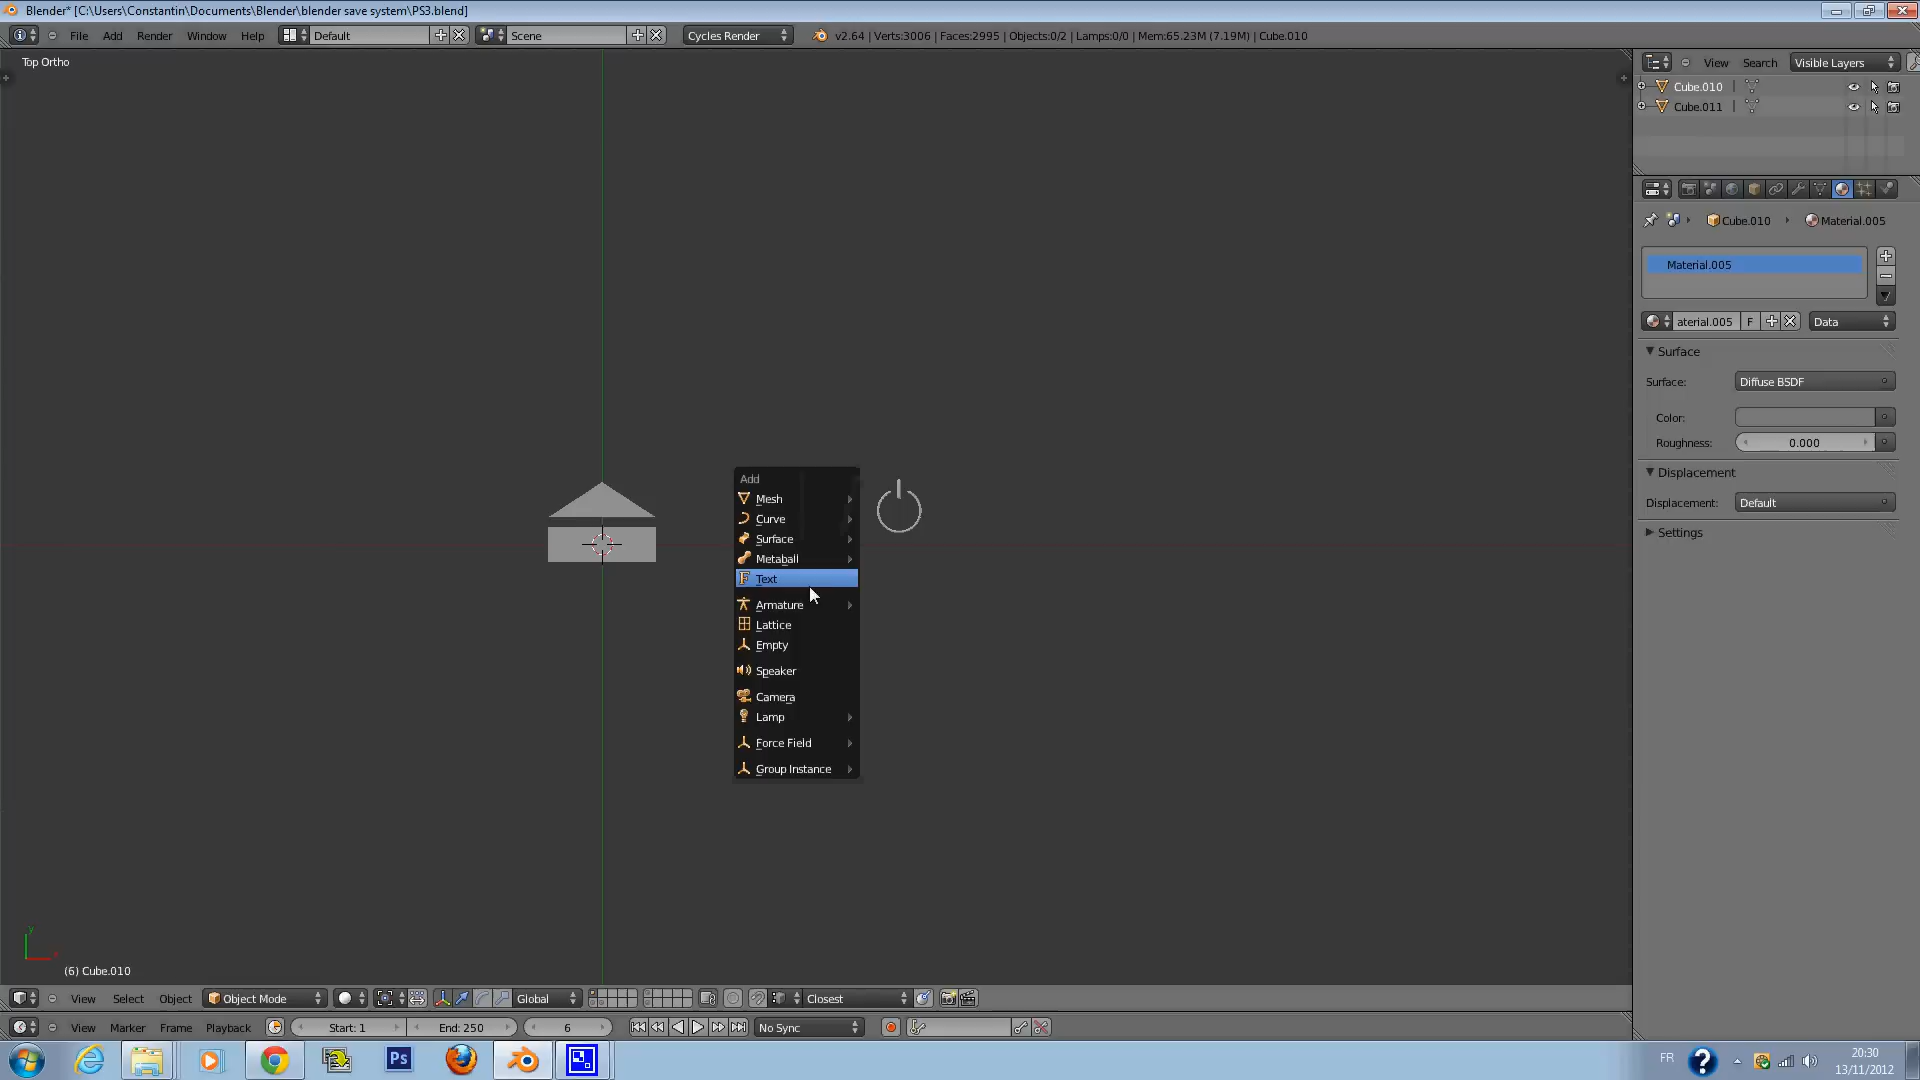 Blender* [C:\Users\Constantin\Documents\Blender\blender save system\PS3.blend]
File Add Render Window Help Default Scene Cycles Render v2.64 | Verts:3006 | Faces:2995 | Objects:0/2 | Lamps:0/0 | Mem:65.23M (7.19M) | Cube.010
Top Ortho
View Search Visible Layers
Cube.010
Cube.011
Cube.010 Material.005
Material.005
aterial.005 F Data
Surface
Surface: Diffuse BSDF
Color:
Roughness: 0.000
Displacement
Displacement: Default
Settings
Add
Mesh
Curve
Surface
Metaball
Text
Armature
Lattice
Empty
Speaker
Camera
Lamp
Force Field
Group Instance
y
x
(6) Cube.010
View Select Object Object Mode Global Closest
View Marker Frame Playback Start: 1 End: 250 6 No Sync
Ps
FR
20:30
13/11/2012